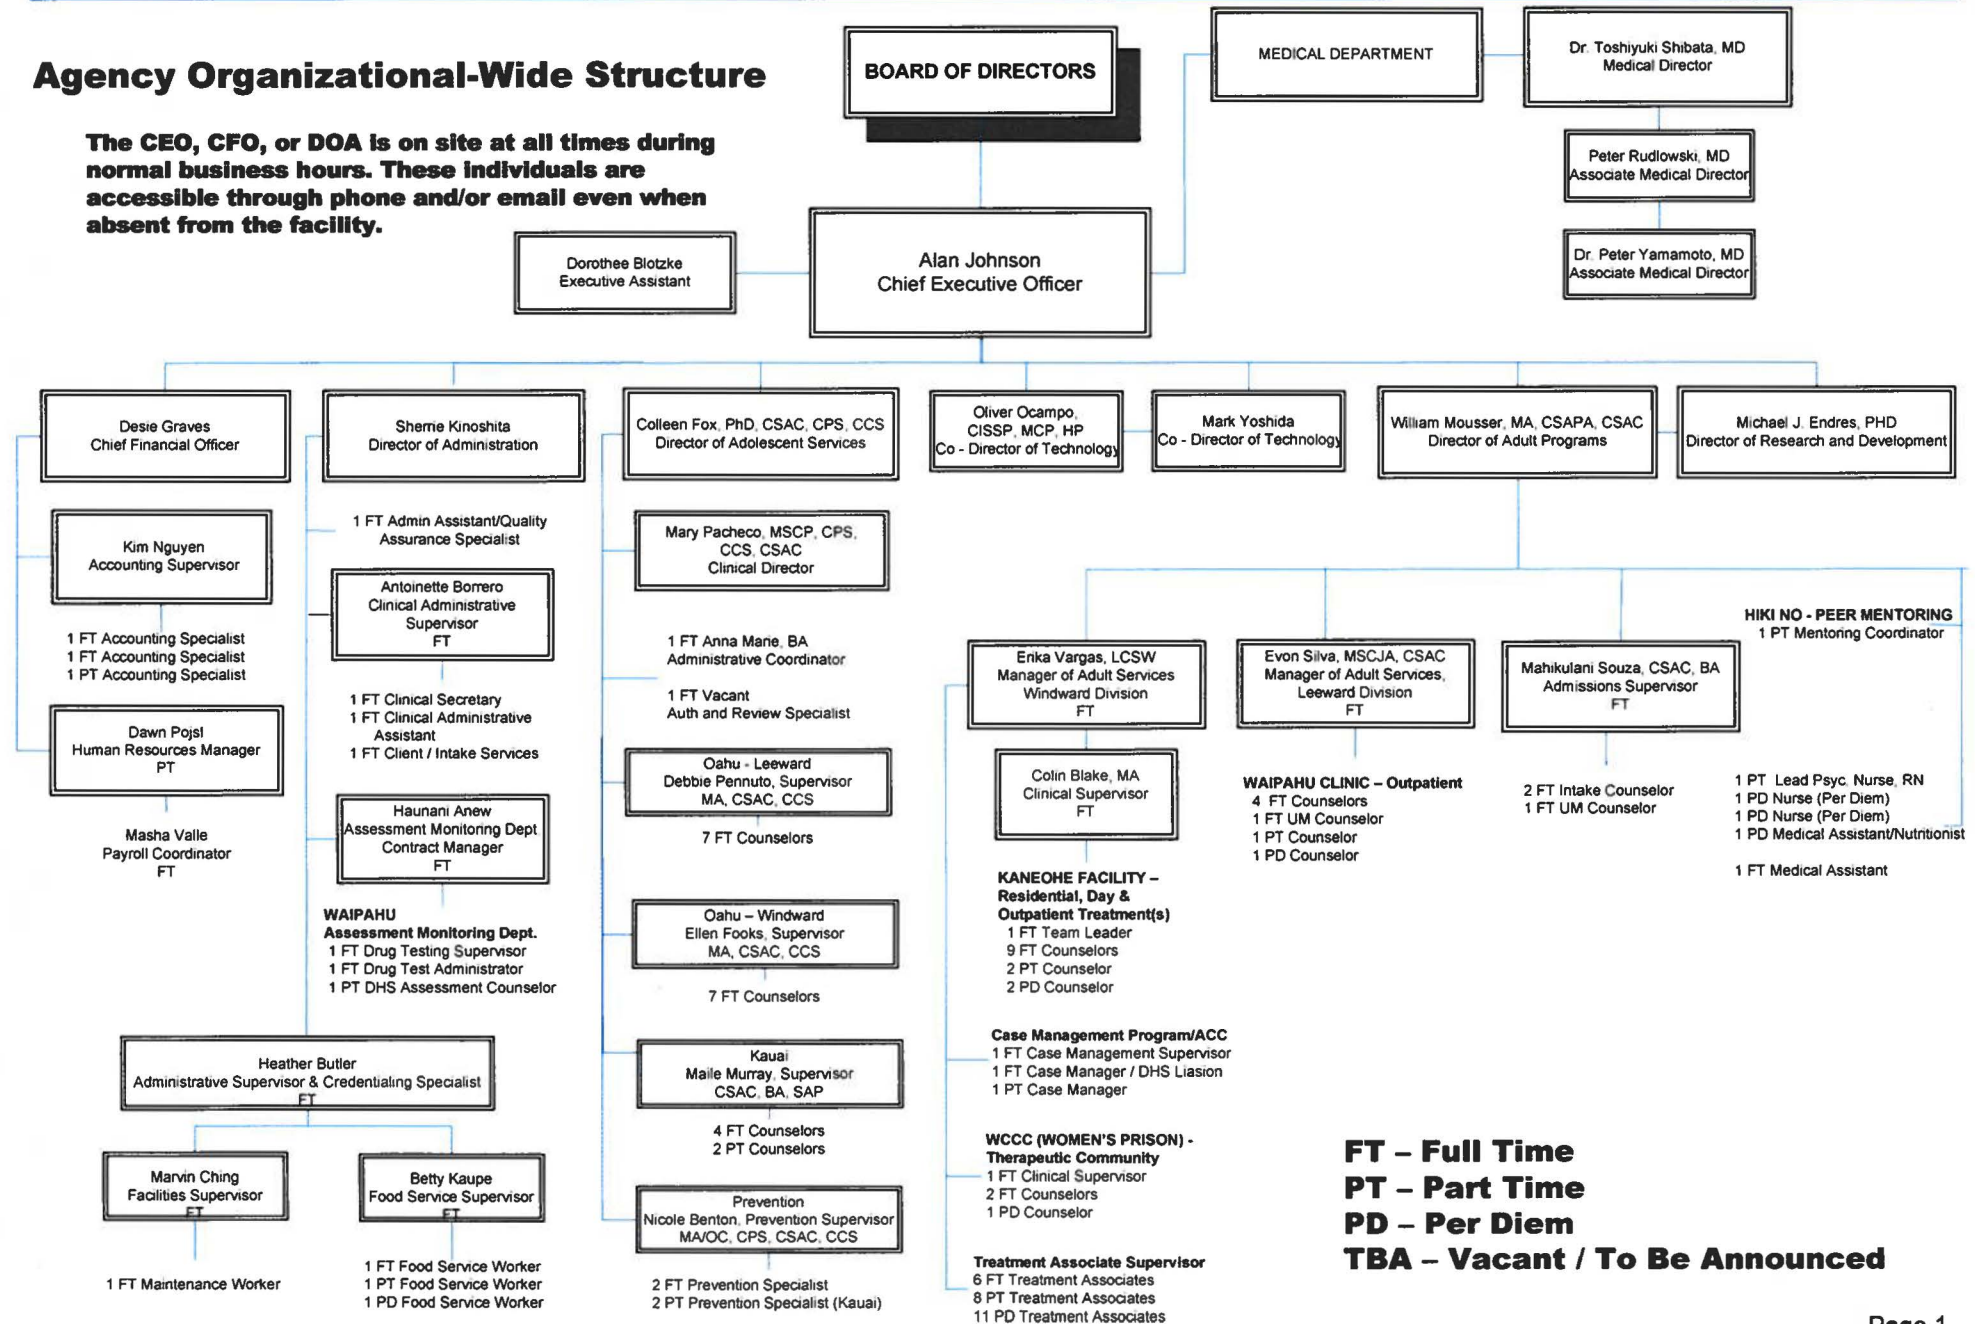 Agency Organizational-Wide Structure
The CEO, CFO, or DOA is on site at all times during
normal business hours. These individuals are
accessible through phone and/or email even when
absent from the facility.
BOARD OF DIRECTORS
MEDICAL DEPARTMENT
Dr. Toshiyuki Shibata, MD
Medical Director
Peter Rudlowski, MD
Associate Medical Director
Dr. Peter Yamamoto, MD
Associate Medical Director
Dorothee Blotzke
Executive Assistant
Alan Johnson
Chief Executive Officer
Desie Graves
Chief Financial Officer
Sherrie Kinoshita
Director of Administration
Colleen Fox, PhD, CSAC, CPS, CCS
Director of Adolescent Services
Oliver Ocampo,
CISSP, MCP, HP
Co - Director of Technology
Mark Yoshida
Co - Director of Technology
William Mousser, MA, CSAPA, CSAC
Director of Adult Programs
Michael J. Endres, PHD
Director of Research and Development
Kim Nguyen
Accounting Supervisor
1 FT Accounting Specialist
1 FT Accounting Specialist
1 PT Accounting Specialist
Dawn Pojsl
Human Resources Manager
PT
Masha Valle
Payroll Coordinator
FT
1 FT Admin Assistant/Quality
Assurance Specialist
Antoinette Borrero
Clinical Administrative
Supervisor
FT
1 FT Clinical Secretary
1 FT Clinical Administrative
Assistant
1 FT Client / Intake Services
Haunani Anew
Assessment Monitoring Dept
Contract Manager
FT
WAIPAHU
Assessment Monitoring Dept.
1 FT Drug Testing Supervisor
1 FT Drug Test Administrator
1 PT DHS Assessment Counselor
Heather Butler
Administrative Supervisor & Credentialing Specialist
FT
Marvin Ching
Facilities Supervisor
FT
1 FT Maintenance Worker
Betty Kaupe
Food Service Supervisor
FT
1 FT Food Service Worker
1 PT Food Service Worker
1 PD Food Service Worker
Mary Pacheco, MSCP, CPS,
CCS, CSAC
Clinical Director
1 FT Anna Marie, BA
Administrative Coordinator
1 FT Vacant
Auth and Review Specialist
Oahu - Leeward
Debbie Pennuto, Supervisor
MA, CSAC, CCS
7 FT Counselors
Oahu – Windward
Ellen Fooks, Supervisor
MA, CSAC, CCS
7 FT Counselors
Kauai
Maile Murray, Supervisor
CSAC, BA, SAP
4 FT Counselors
2 PT Counselors
Prevention
Nicole Benton, Prevention Supervisor
MA/OC, CPS, CSAC, CCS
2 FT Prevention Specialist
2 PT Prevention Specialist (Kauai)
Erika Vargas, LCSW
Manager of Adult Services
Windward Division
FT
Colin Blake, MA
Clinical Supervisor
FT
KANEOHE FACILITY –
Residential, Day &
Outpatient Treatment(s)
1 FT Team Leader
9 FT Counselors
2 PT Counselor
2 PD Counselor
Case Management Program/ACC
1 FT Case Management Supervisor
1 FT Case Manager / DHS Liasion
1 PT Case Manager
WCCC (WOMEN'S PRISON) -
Therapeutic Community
1 FT Clinical Supervisor
2 FT Counselors
1 PD Counselor
Treatment Associate Supervisor
6 FT Treatment Associates
8 PT Treatment Associates
11 PD Treatment Associates
Evon Silva, MSCJA, CSAC
Manager of Adult Services,
Leeward Division
FT
WAIPAHU CLINIC – Outpatient
4 FT Counselors
1 FT UM Counselor
1 PT Counselor
1 PD Counselor
Mahikulani Souza, CSAC, BA
Admissions Supervisor
FT
2 FT Intake Counselor
1 FT UM Counselor
HIKI NO - PEER MENTORING
1 PT Mentoring Coordinator
1 PT Lead Psyc. Nurse, RN
1 PD Nurse (Per Diem)
1 PD Nurse (Per Diem)
1 PD Medical Assistant/Nutritionist
1 FT Medical Assistant
FT – Full Time
PT – Part Time
PD – Per Diem
TBA – Vacant / To Be Announced
Page 1